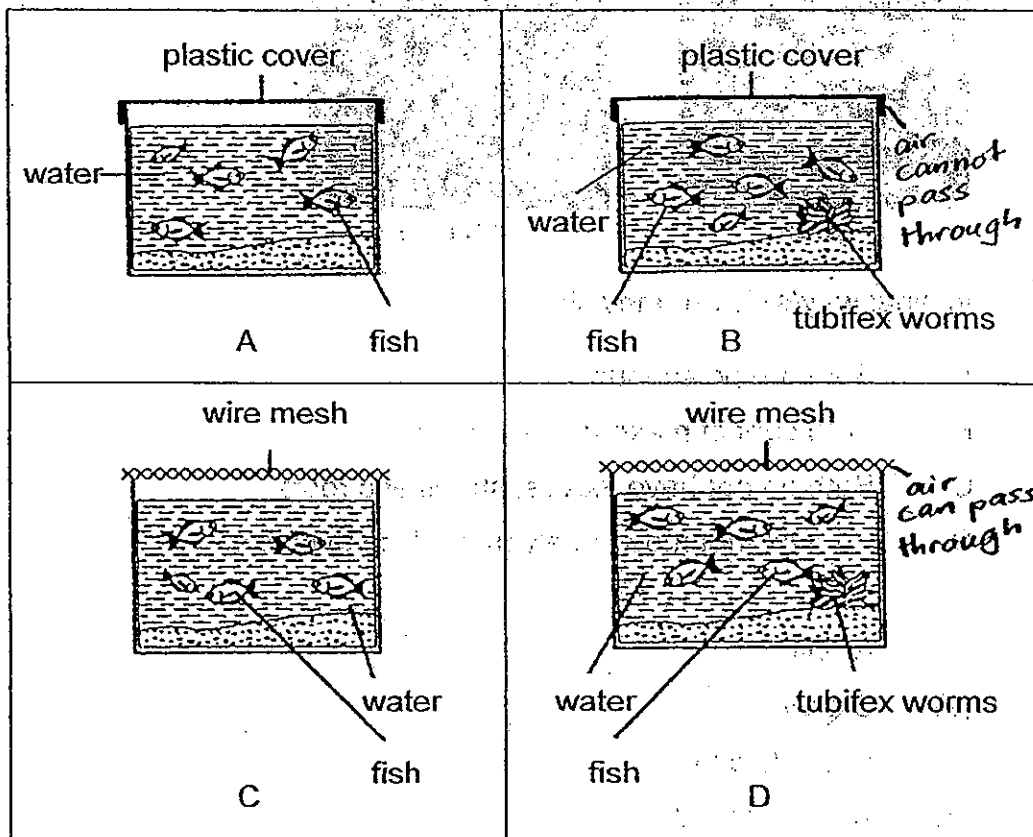 plastic cover
water
A
fish
plastic cover
water
air
cannot
pass
through
tubifex worms
fish
B
wire mesh
water
fish
C
wire mesh
air
can pass
through
water
tubifex worms
fish
D